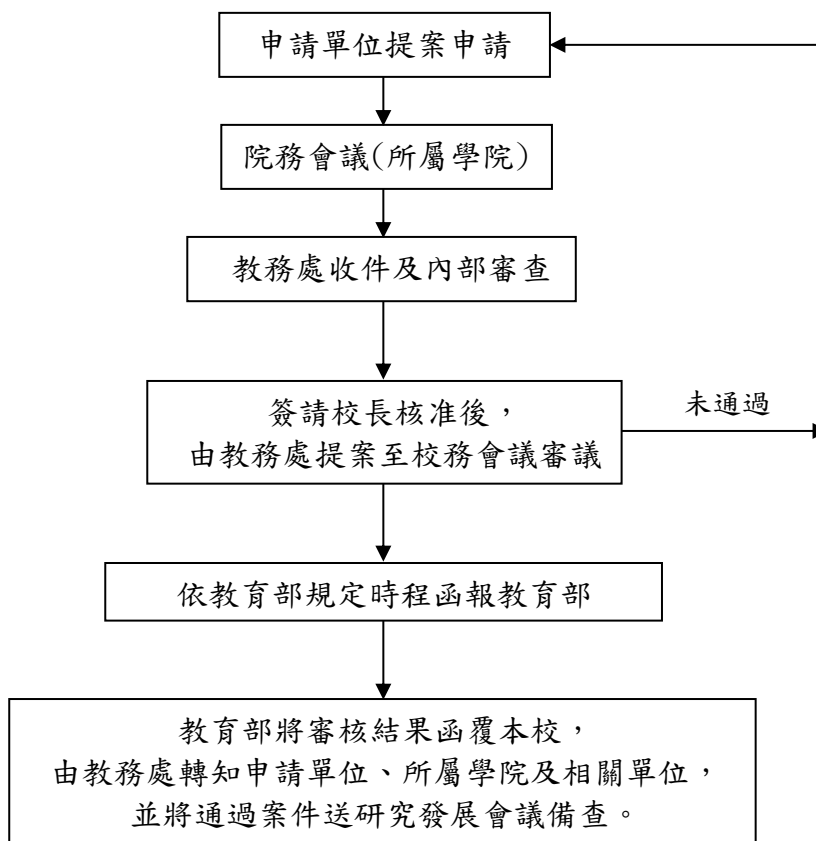 申請單位提案申請
院務會議(所屬學院)
教務處收件及內部審查
簽請校長核准後，
由教務處提案至校務會議審議
未通過
依教育部規定時程函報教育部
教育部將審核結果函覆本校，
由教務處轉知申請單位、所屬學院及相關單位，
並將通過案件送研究發展會議備查。